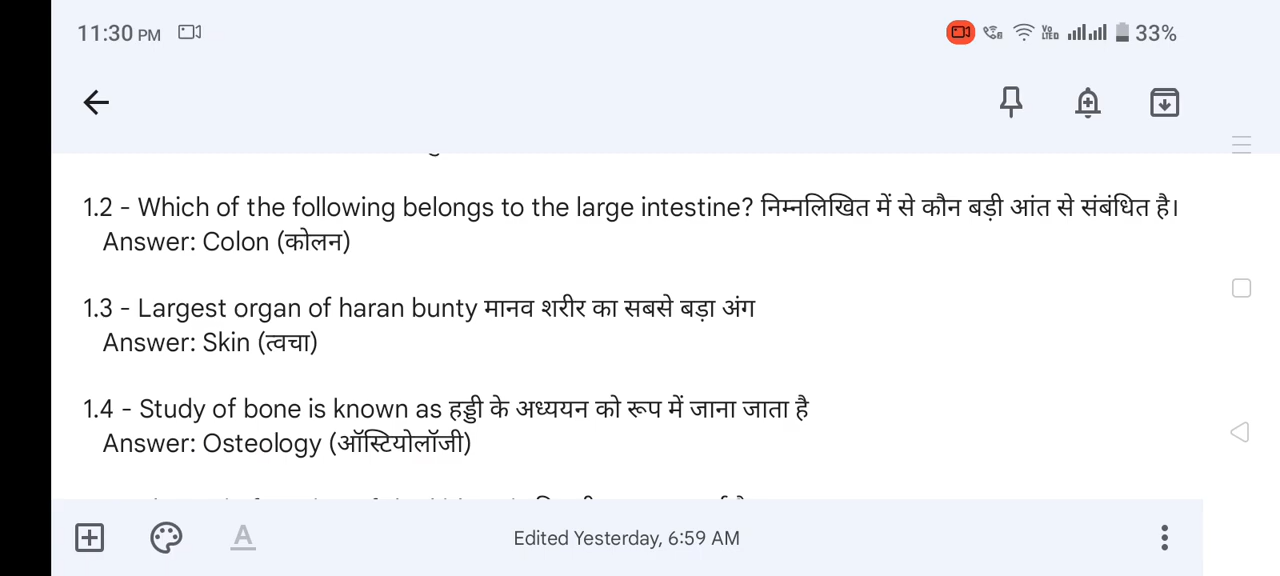 11:30 PM
33%
1.2 - Which of the following belongs to the large intestine? निम्नलिखित में से कौन बड़ी आंत से संबंधित है।
Answer: Colon (कोलन)
1.3 - Largest organ of haran bunty मानव शरीर का सबसे बड़ा अंग
Answer: Skin (त्वचा)
1.4 - Study of bone is known as हड्डी के अध्ययन को रूप में जाना जाता है
Answer: Osteology (ऑस्टियोलॉजी)
Edited Yesterday, 6:59 AM